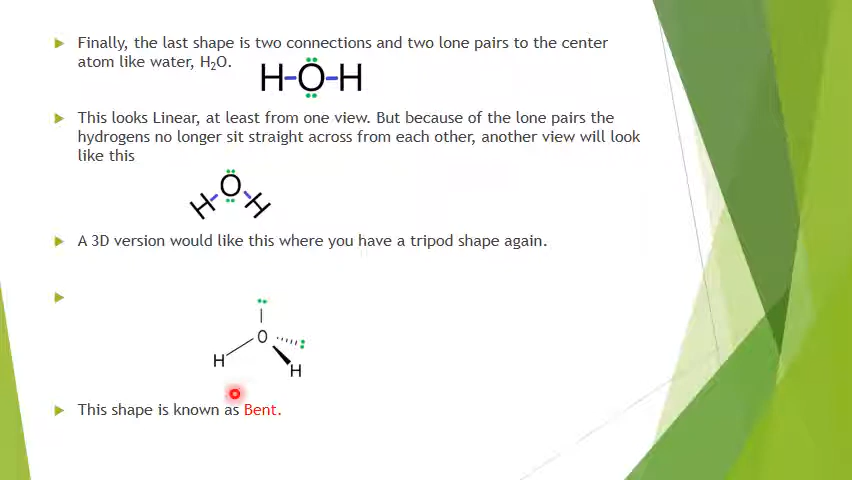 Finally, the last shape is two connections and two lone pairs to the center
atom like water, H₂O.
H-O-H
This looks Linear, at least from one view. But because of the lone pairs the
hydrogens no longer sit straight across from each other, another view will look
like this
H O H
A 3D version would like this where you have a tripod shape again.
O
H
H
This shape is known as Bent.